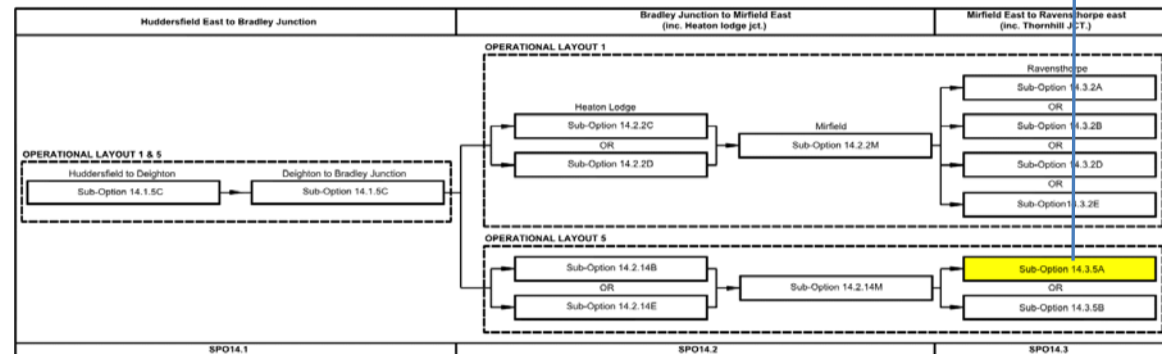 Huddersfield East to Bradley Junction
Bradley Junction to Mirfield East
(inc. Heaton lodge jct.)
Mirfield East to Ravensthorpe east
(inc. Thornhill JCT.)
OPERATIONAL LAYOUT 1 & 5
Huddersfield to Deighton
Sub-Option 14.1.5C
Deighton to Bradley Junction
Sub-Option 14.1.5C
OPERATIONAL LAYOUT 1
Heaton Lodge
Sub-Option 14.2.2C
OR
Sub-Option 14.2.2D
Mirfield
Sub-Option 14.2.2M
Ravensthorpe
Sub-Option 14.3.2A
OR
Sub-Option 14.3.2B
OR
Sub-Option 14.3.2D
OR
Sub-Option14.3.2E
OPERATIONAL LAYOUT 5
Sub-Option 14.2.14B
OR
Sub-Option 14.2.14E
Sub-Option 14.2.14M
Sub-Option 14.3.5A
OR
Sub-Option 14.3.5B
SPO14.1
SPO14.2
SPO14.3